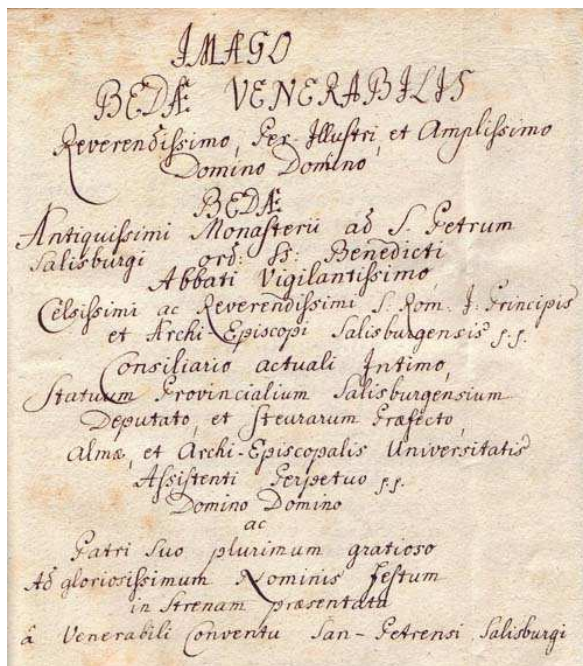 IMAGO
BEDÆ VENERABILIS
Reverendissimo, Per-Illustri, et Amplissimo
Domino Domino,
BEDÆ
Antiquissimi Monasterii ad S. Petrum
Salisburgi ord: SS: Benedicti
Abbati Vigilantissimo,
Celsissimi ac Reverendissimi S: Rom: I: Principis
et Archi-Episcopi Salisburgensis p.p.
Consiliario actuali Intimo,
Statuum Provincialium Salisburgensium
Deputato, et Steurarum Præfecto,
Almæ, et Archi-Episcopalis Universitatis
Assistenti Perpetuo p.p.
Domino Domino
ac
Patri suo plurimum gratioso
Ad gloriosissimum Nominis festum
in Strenam præsentata
â Venerabili Conventu San-Petrensi Salisburgi